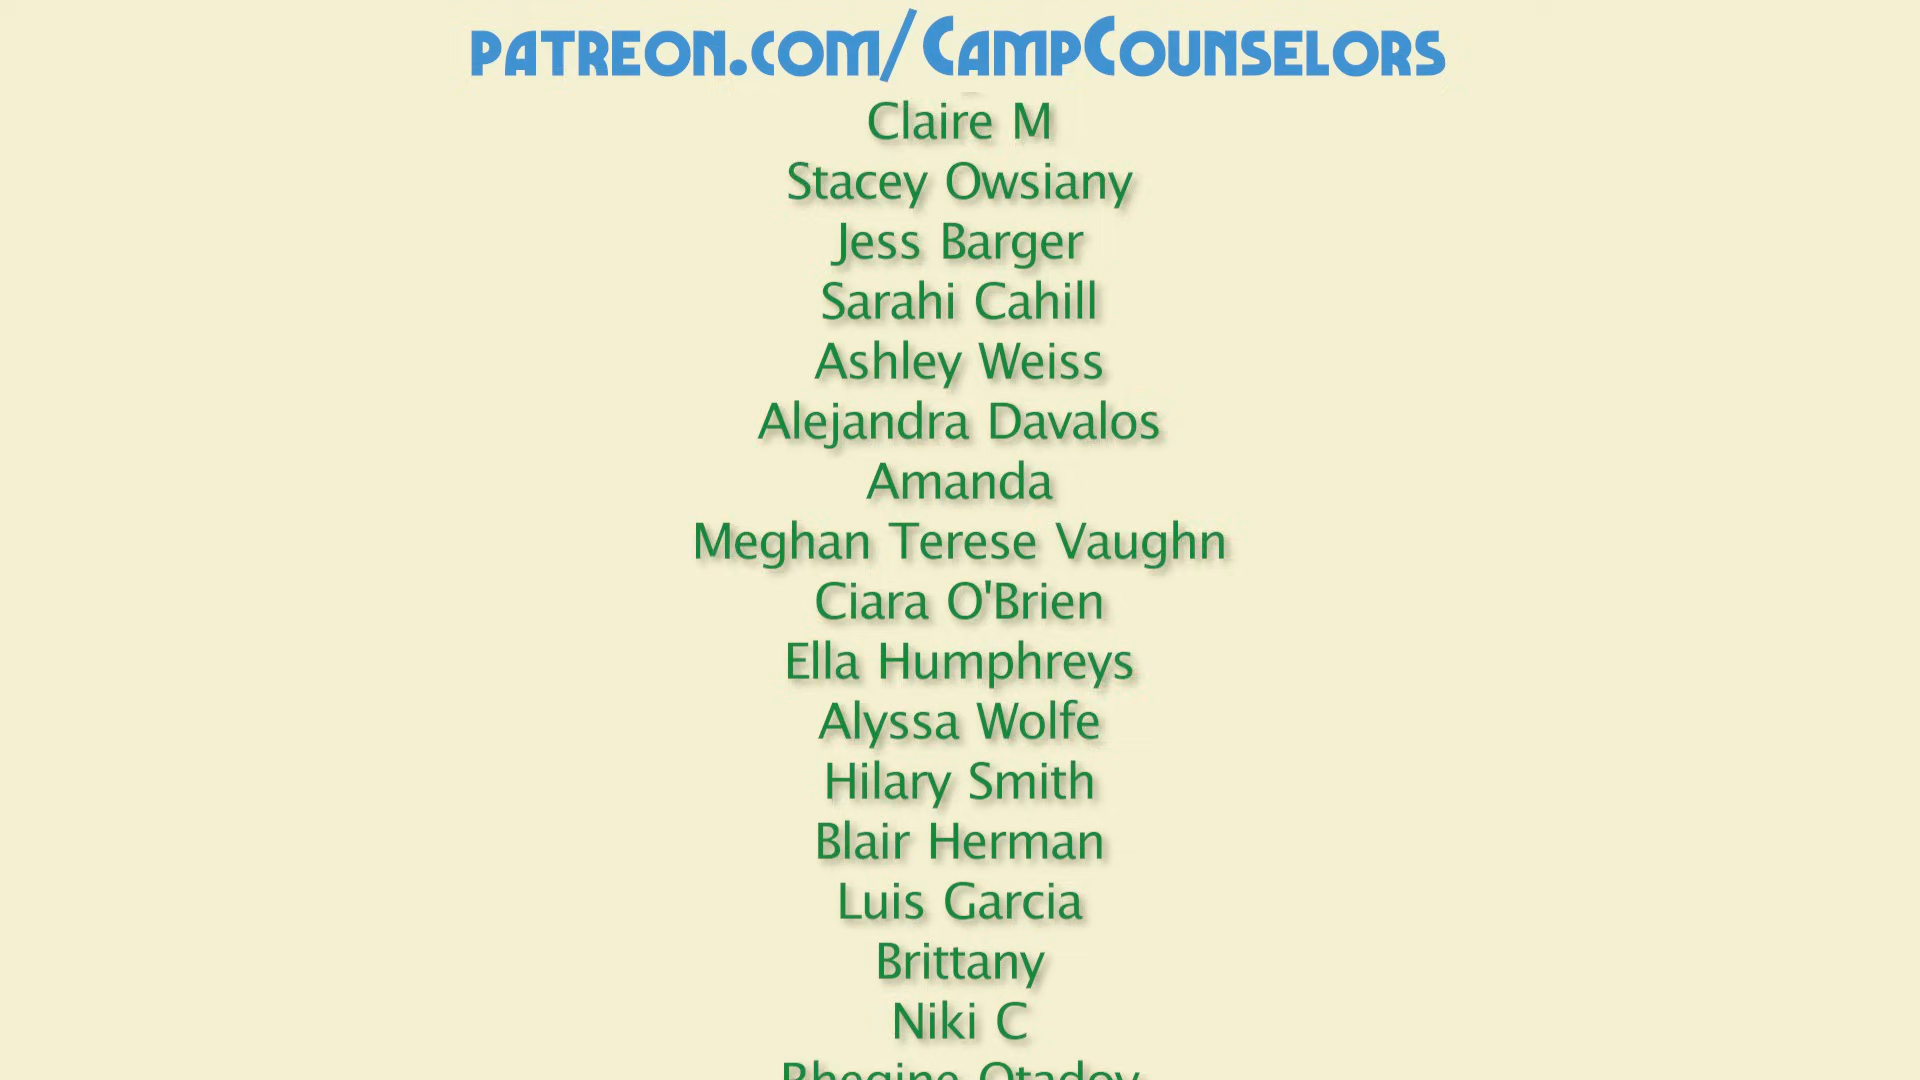 patreon.com/CampCounselors
Claire M
Stacey Owsiany
Jess Barger
Sarahi Cahill
Ashley Weiss
Alejandra Davalos
Amanda
Meghan Terese Vaughn
Ciara O'Brien
Ella Humphreys
Alyssa Wolfe
Hilary Smith
Blair Herman
Luis Garcia
Brittany
Niki C